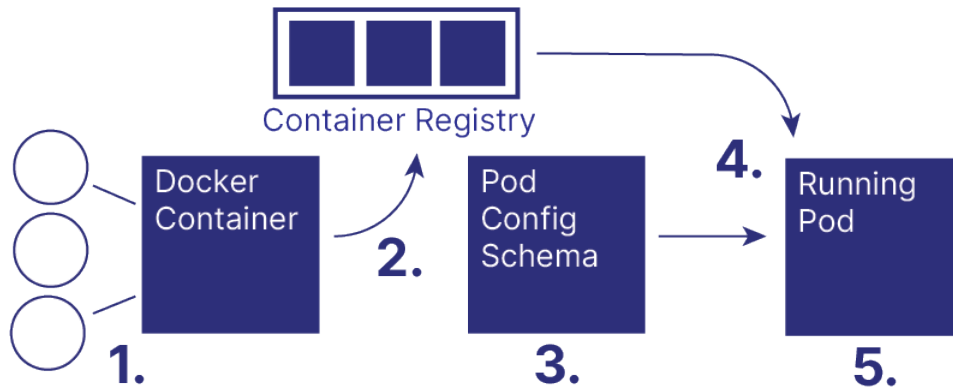 Container Registry
Docker
Container
1.
2.
Pod
Config
Schema
3.
4.
Running
Pod
5.